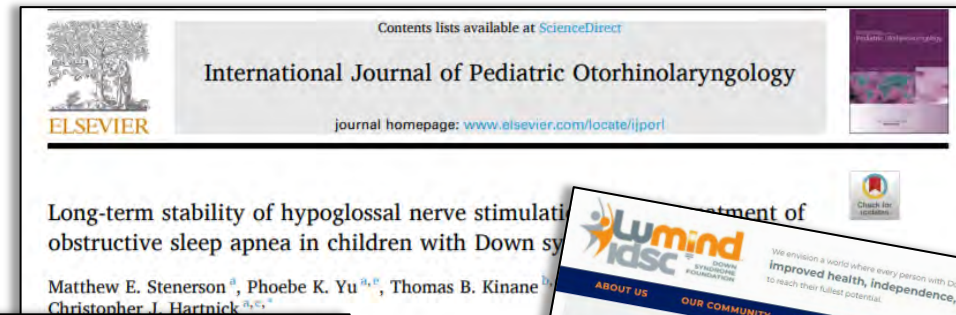 Contents lists available at ScienceDirect
International Journal of Pediatric Otorhinolaryngology
ELSEVIER
journal homepage: www.elsevier.com/locate/ijporl
Check for
updates
Long-term stability of hypoglossal nerve stimulati atment of
obstructive sleep apnea in children with Down sy
Matthew E. Stenerson a, Phoebe K. Yu a,c, Thomas B. Kinane b,
Christopher J. Hartnick a,c,*
Lumind
IDSC
DOWN
SYNDROME
FOUNDATION
We envision a world where every person with Do
improved health, independence,
to reach their fullest potential.
ABOUT US
OUR COMMUNITY